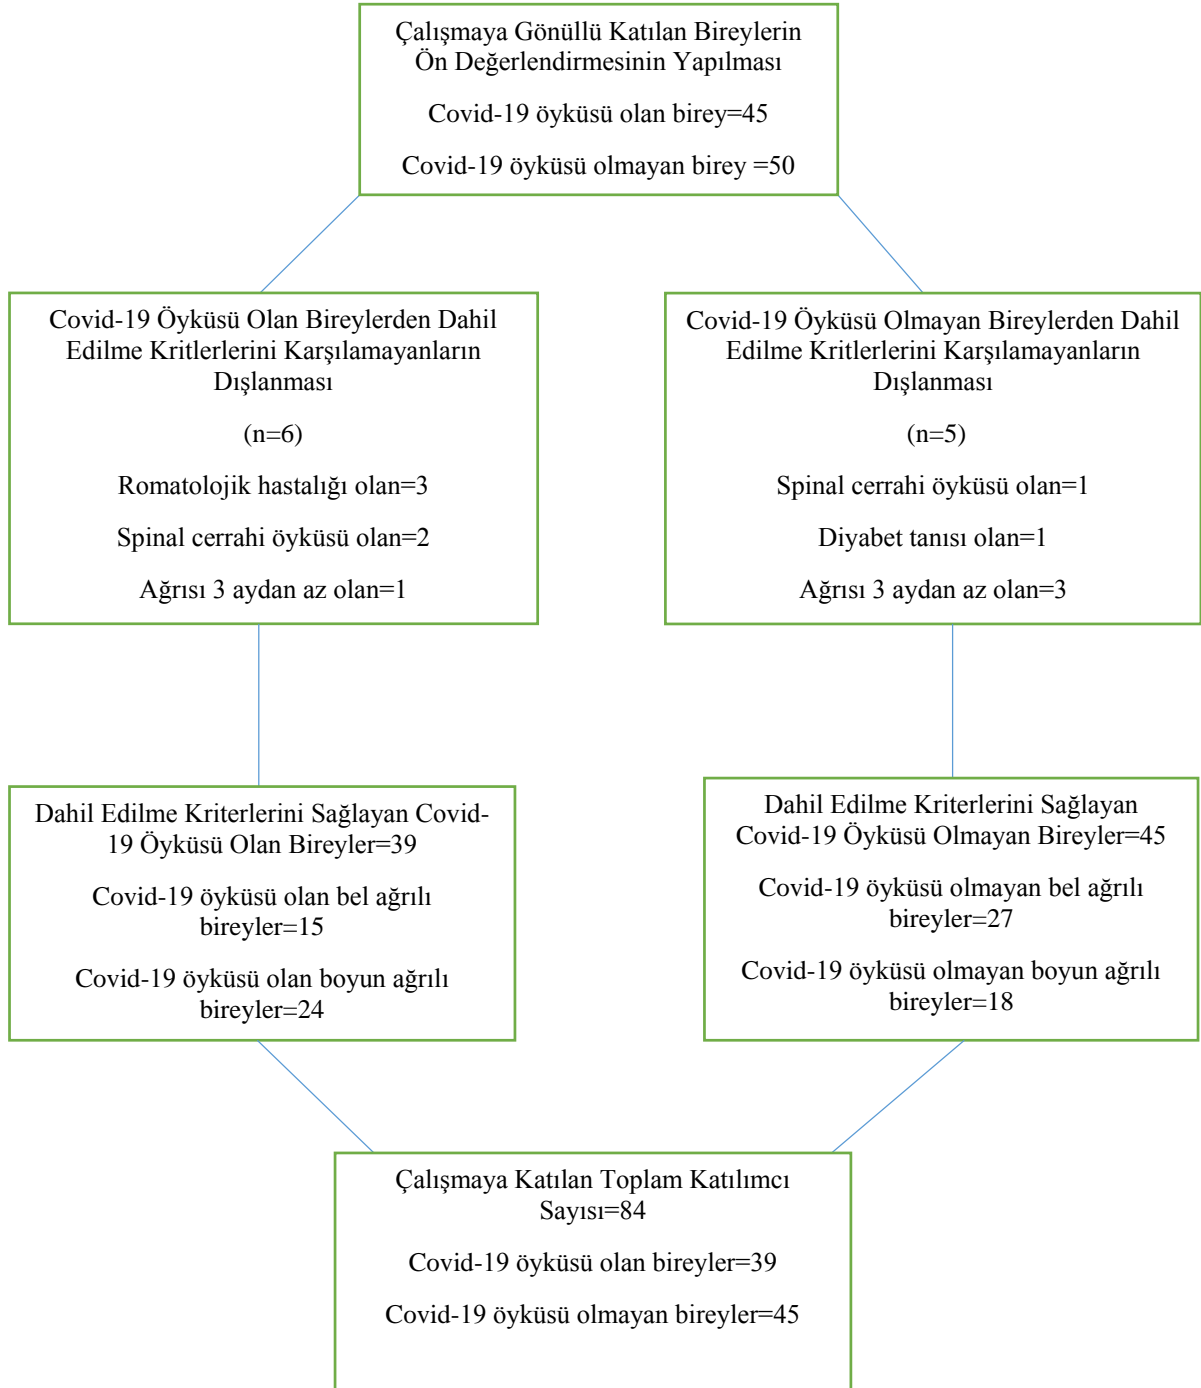 Çalışmaya Gönüllü Katılan Bireylerin
Ön Değerlendirmesinin Yapılması
Covid-19 öyküsü olan birey=45
Covid-19 öyküsü olmayan birey =50
Covid-19 Öyküsü Olan Bireylerden Dahil
Edilme Kritlerlerini Karşılamayanların
Dışlanması
(n=6)
Romatolojik hastalığı olan=3
Spinal cerrahi öyküsü olan=2
Ağrısı 3 aydan az olan=1
Covid-19 Öyküsü Olmayan Bireylerden Dahil
Edilme Kritlerlerini Karşılamayanların
Dışlanması
(n=5)
Spinal cerrahi öyküsü olan=1
Diyabet tanısı olan=1
Ağrısı 3 aydan az olan=3
Dahil Edilme Kriterlerini Sağlayan Covid-
19 Öyküsü Olan Bireyler=39
Covid-19 öyküsü olan bel ağrılı
bireyler=15
Covid-19 öyküsü olan boyun ağrılı
bireyler=24
Dahil Edilme Kriterlerini Sağlayan
Covid-19 Öyküsü Olmayan Bireyler=45
Covid-19 öyküsü olmayan bel ağrılı
bireyler=27
Covid-19 öyküsü olmayan boyun ağrılı
bireyler=18
Çalışmaya Katılan Toplam Katılımcı
Sayısı=84
Covid-19 öyküsü olan bireyler=39
Covid-19 öyküsü olmayan bireyler=45